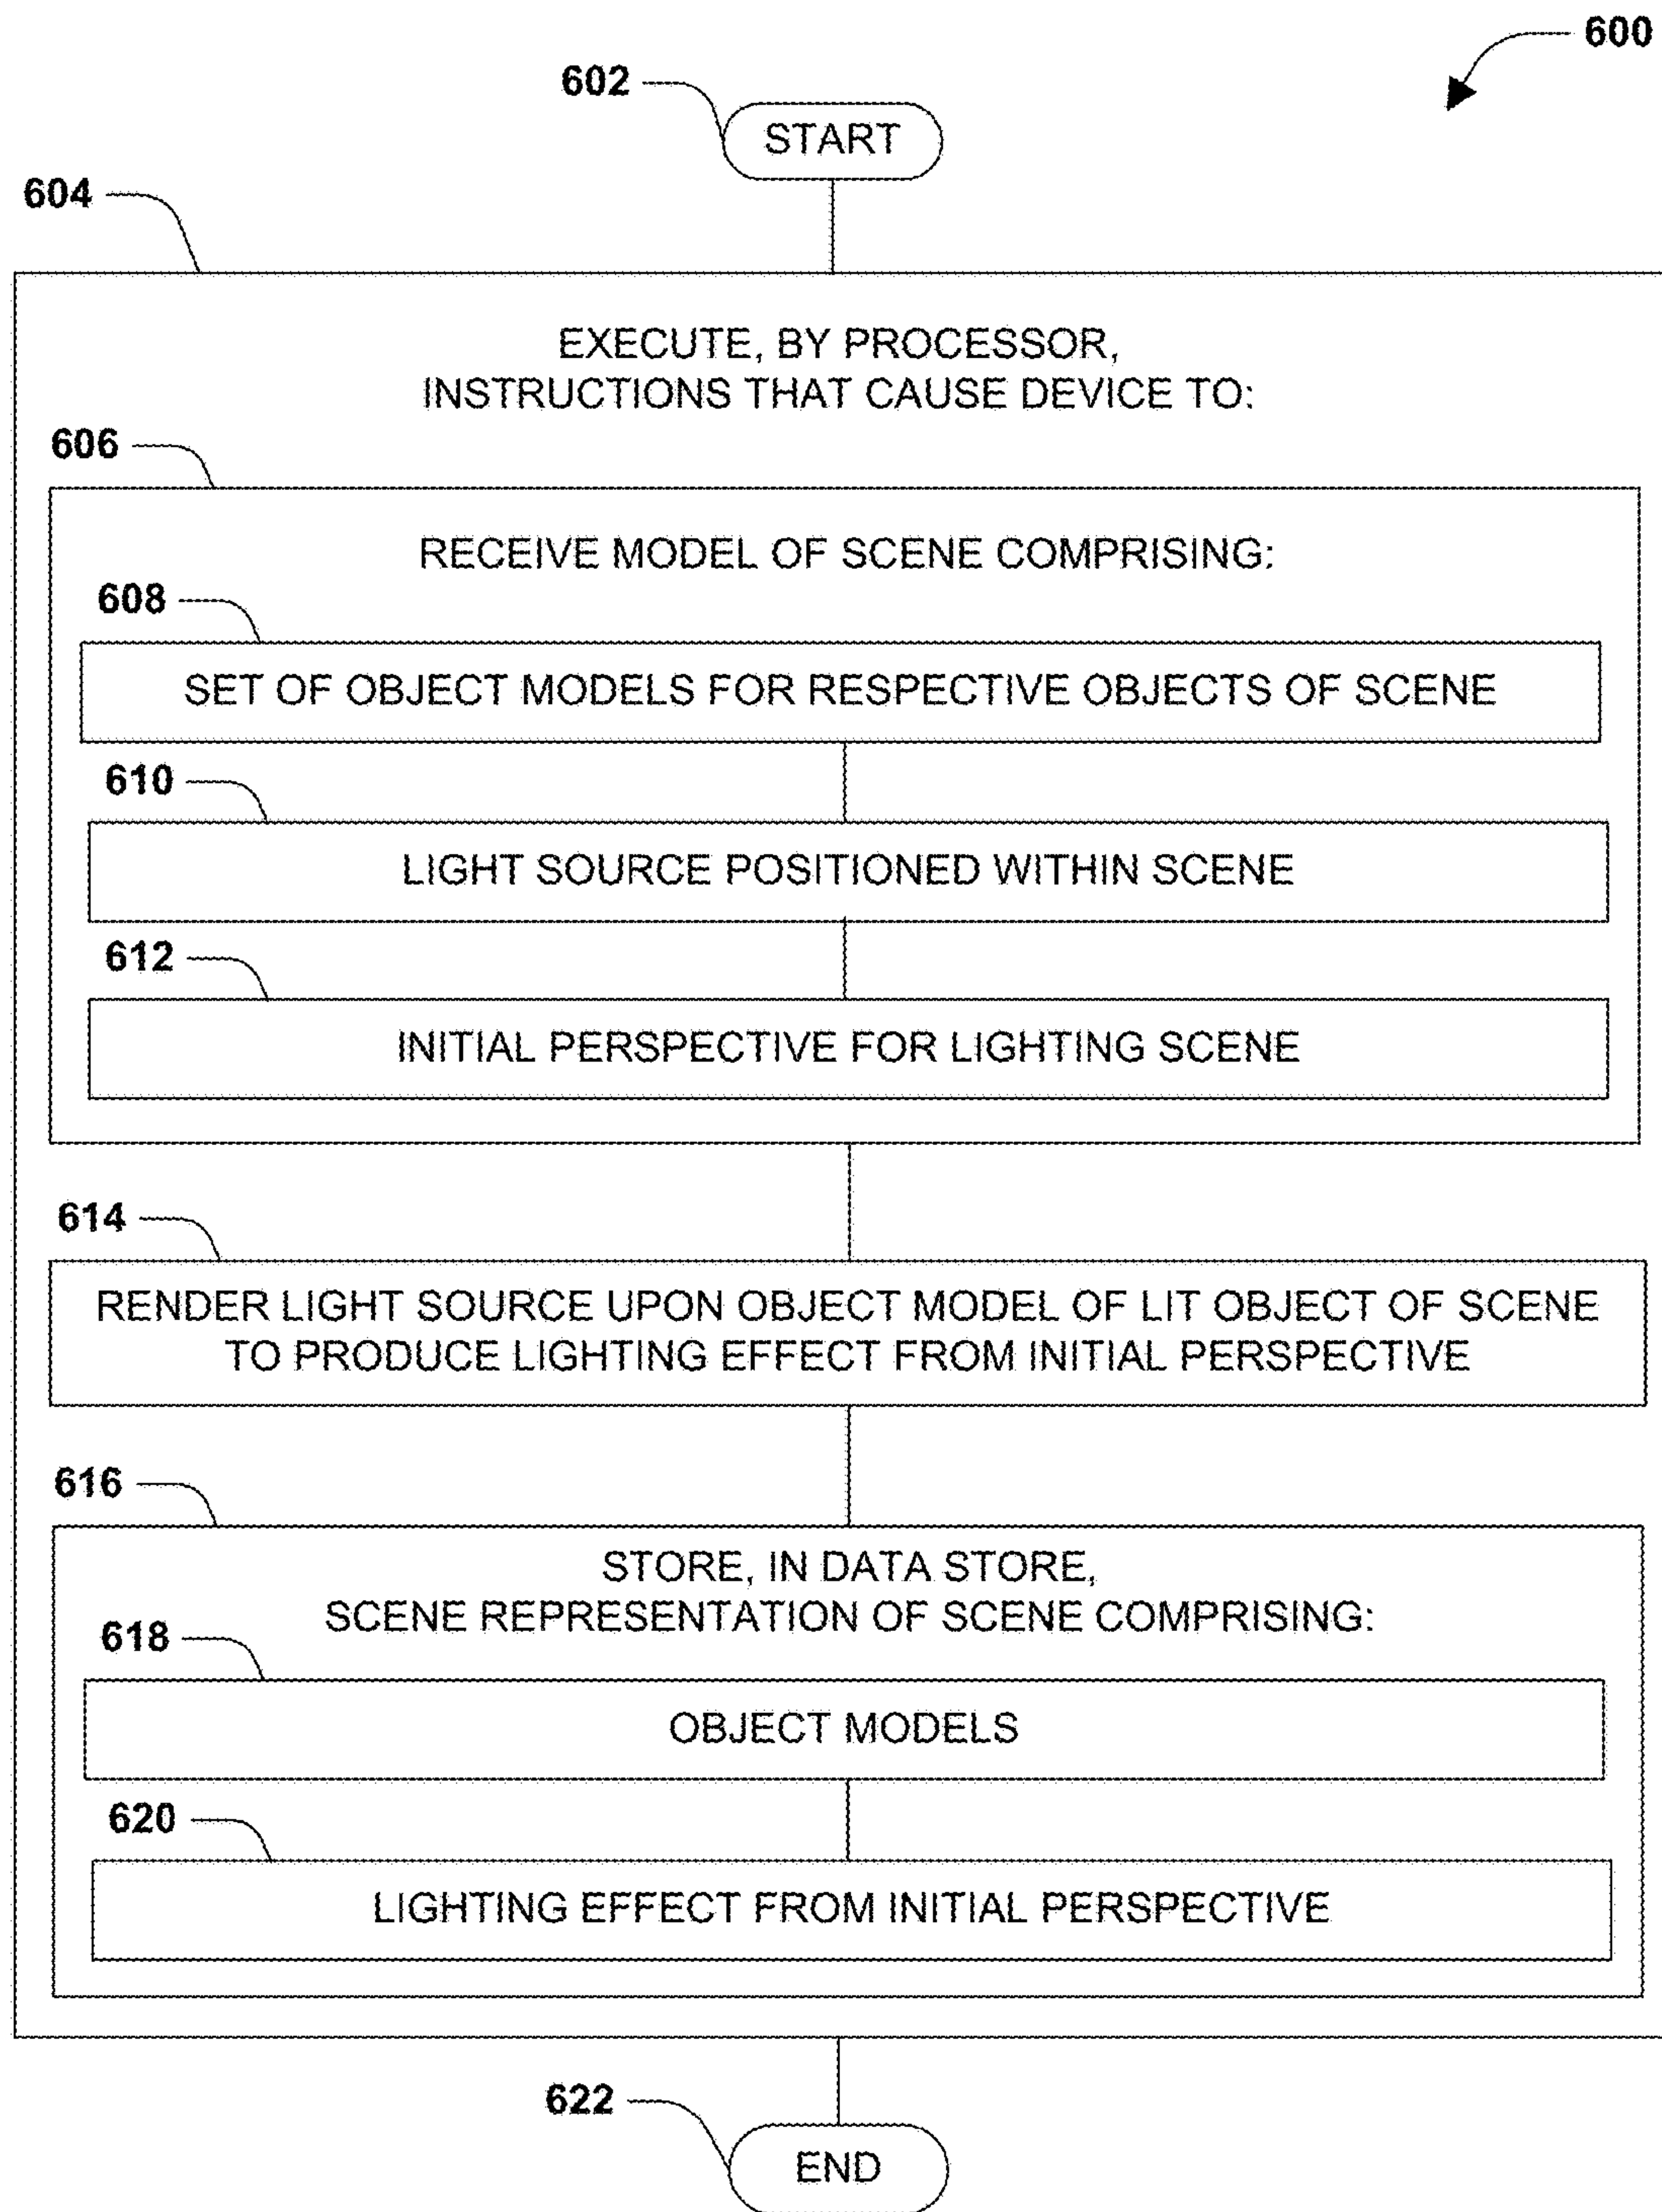 600
602
START
604
EXECUTE, BY PROCESSOR,
INSTRUCTIONS THAT CAUSE DEVICE TO:
606
RECEIVE MODEL OF SCENE COMPRISING:
608
SET OF OBJECT MODELS FOR RESPECTIVE OBJECTS OF SCENE
610
LIGHT SOURCE POSITIONED WITHIN SCENE
612
INITIAL PERSPECTIVE FOR LIGHTING SCENE
614
RENDER LIGHT SOURCE UPON OBJECT MODEL OF LIT OBJECT OF SCENE
TO PRODUCE LIGHTING EFFECT FROM INITIAL PERSPECTIVE
616
STORE, IN DATA STORE,
SCENE REPRESENTATION OF SCENE COMPRISING:
618
OBJECT MODELS
620
LIGHTING EFFECT FROM INITIAL PERSPECTIVE
622
END